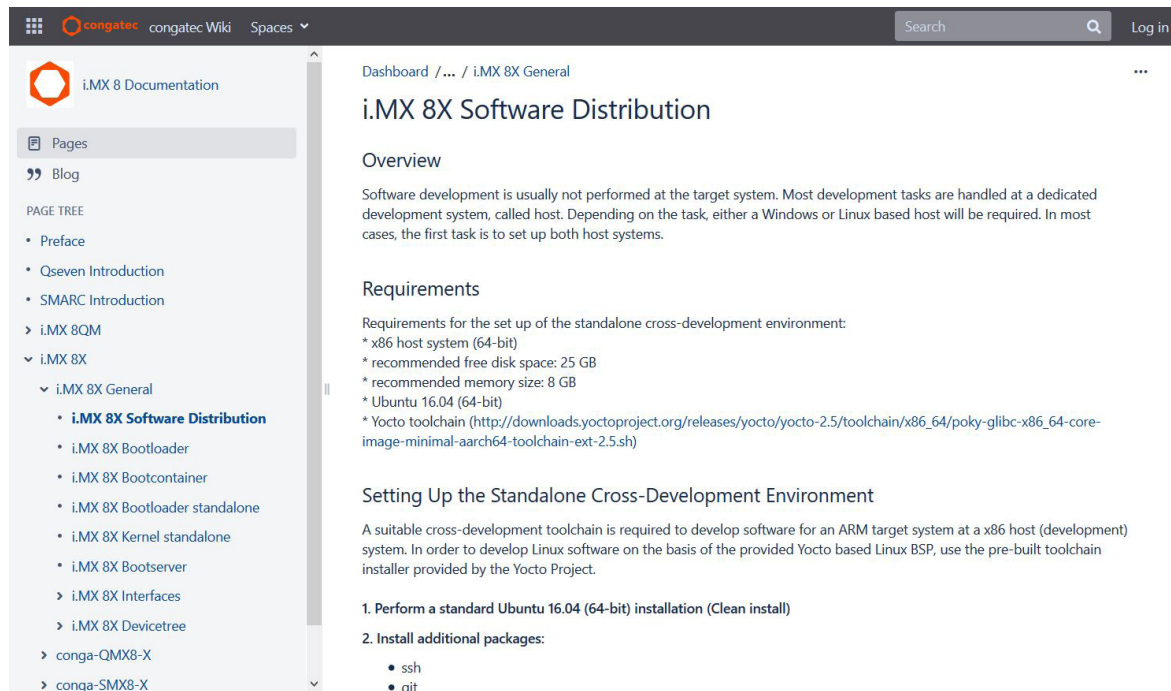 congatec congatec Wiki Spaces Search Log in
i.MX 8 Documentation
Pages
Blog
PAGE TREE
• Preface
• Qseven Introduction
• SMARC Introduction
> i.MX 8QM
i.MX 8X
i.MX 8X General
• i.MX 8X Software Distribution
• i.MX 8X Bootloader
• i.MX 8X Bootcontainer
• i.MX 8X Bootloader standalone
• i.MX 8X Kernel standalone
• i.MX 8X Bootserver
> i.MX 8X Interfaces
> i.MX 8X Devicetree
> conga-QMX8-X
> conga-SMX8-X
Dashboard /... / i.MX 8X General
i.MX 8X Software Distribution
Overview
Software development is usually not performed at the target system. Most development tasks are handled at a dedicated
development system, called host. Depending on the task, either a Windows or Linux based host will be required. In most
cases, the first task is to set up both host systems.
Requirements
Requirements for the set up of the standalone cross-development environment:
* x86 host system (64-bit)
* recommended free disk space: 25 GB
* recommended memory size: 8 GB
* Ubuntu 16.04 (64-bit)
* Yocto toolchain (http://downloads.yoctoproject.org/releases/yocto/yocto-2.5/toolchain/x86_64/poky-glibc-x86_64-core-
image-minimal-aarch64-toolchain-ext-2.5.sh)
Setting Up the Standalone Cross-Development Environment
A suitable cross-development toolchain is required to develop software for an ARM target system at a x86 host (development)
system. In order to develop Linux software on the basis of the provided Yocto based Linux BSP, use the pre-built toolchain
installer provided by the Yocto Project.
1. Perform a standard Ubuntu 16.04 (64-bit) installation (Clean install)
2. Install additional packages:
• ssh
• git